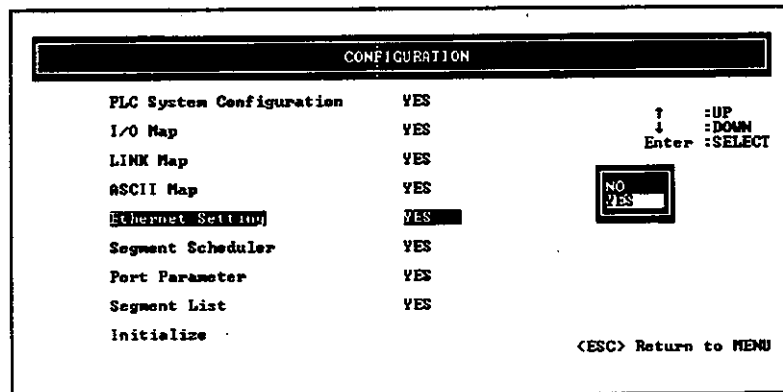 CONFIGURATION
PLC System Configuration YES
I/O Map YES
LINK Map YES
ASCII Map YES
Ethernet Setting YES
Segment Scheduler YES
Port Parameter YES
Segment List YES
Initialize
↑ :UP
↓ :DOWN
Enter :SELECT
NO
YES
<ESC> Return to MENU